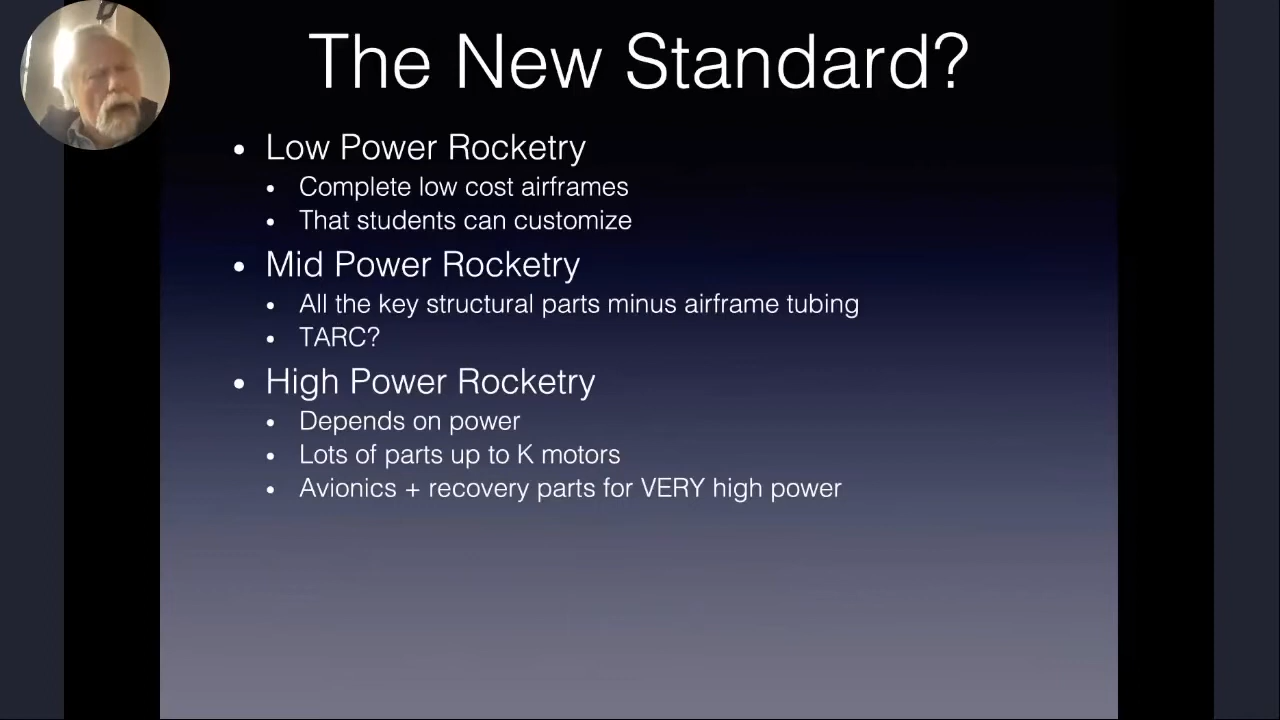 The New Standard?
• Low Power Rocketry
• Complete low cost airframes
• That students can customize
• Mid Power Rocketry
• All the key structural parts minus airframe tubing
• TARC?
• High Power Rocketry
• Depends on power
• Lots of parts up to K motors
• Avionics + recovery parts for VERY high power